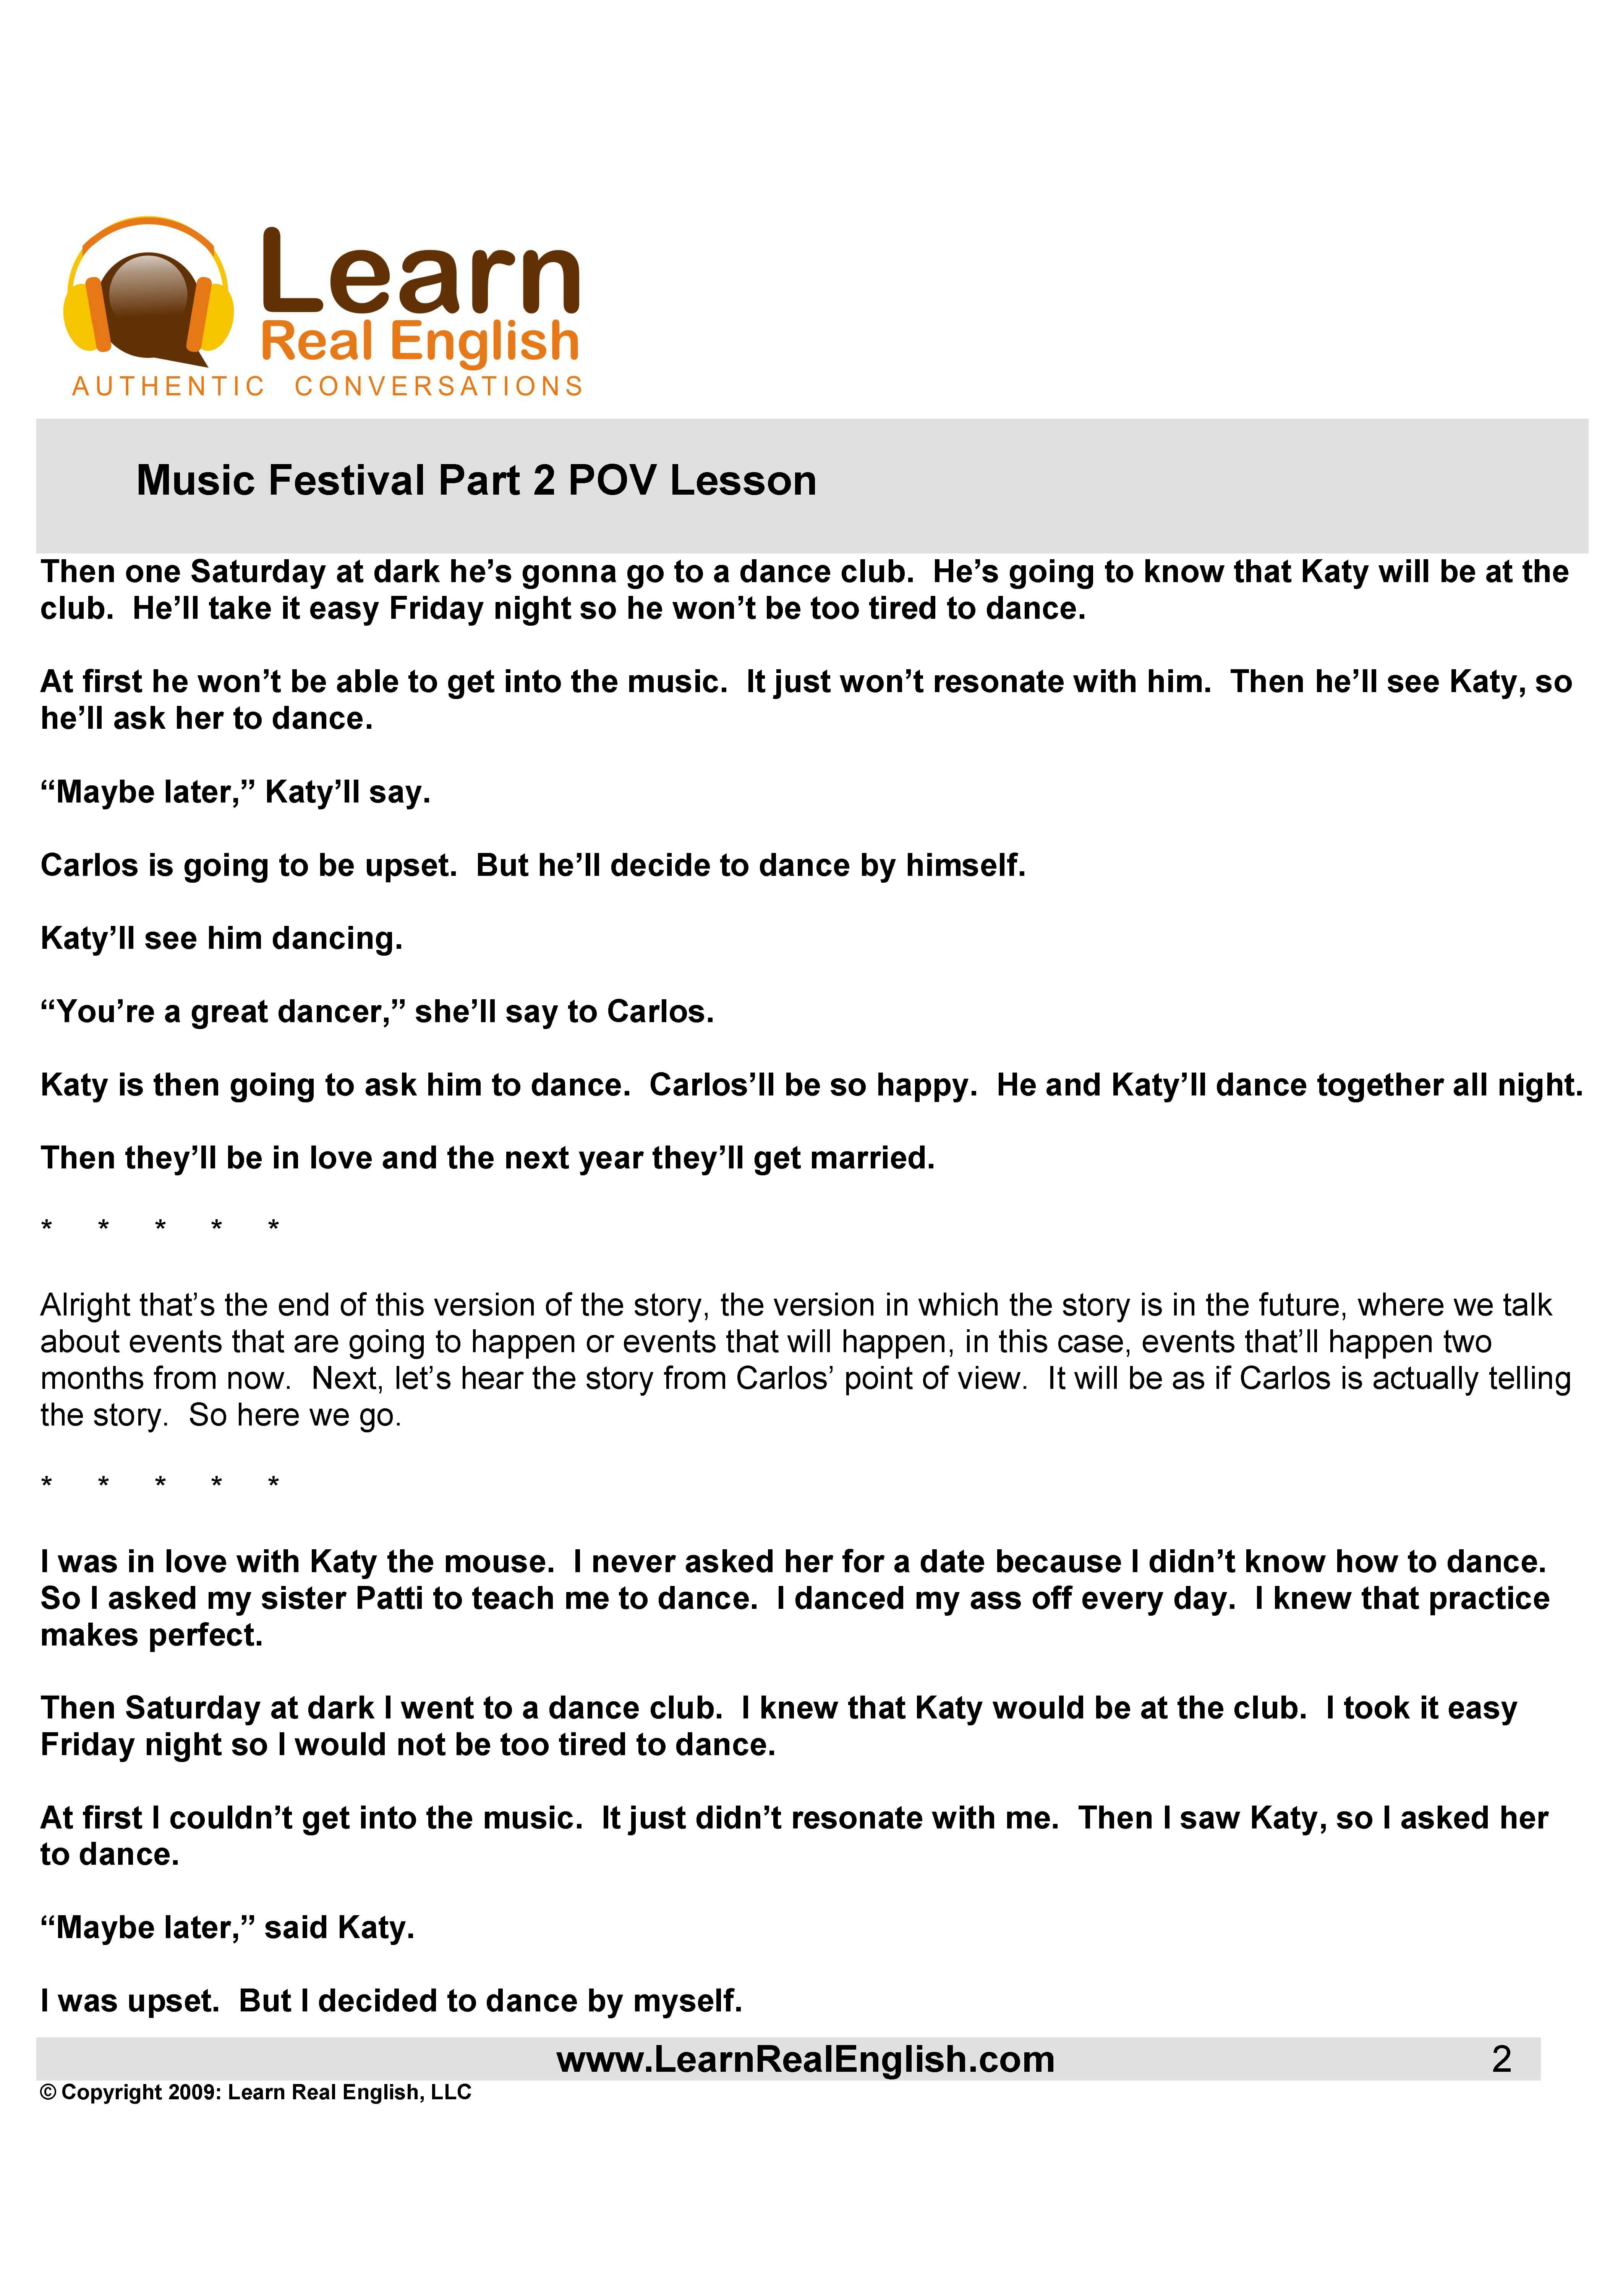 Learn
Real English
AUTHENTIC CONVERSATIONS
Music Festival Part 2 POV Lesson
Then one Saturday at dark he’s gonna go to a dance club.  He’s going to know that Katy will be at the
club.  He’ll take it easy Friday night so he won’t be too tired to dance.
At first he won’t be able to get into the music.  It just won’t resonate with him.  Then he’ll see Katy, so
he’ll ask her to dance.
“Maybe later,” Katy’ll say.
Carlos is going to be upset.  But he’ll decide to dance by himself.
Katy’ll see him dancing.
“You’re a great dancer,” she’ll say to Carlos.
Katy is then going to ask him to dance.  Carlos’ll be so happy.  He and Katy’ll dance together all night.
Then they’ll be in love and the next year they’ll get married.
* * * * *
Alright that’s the end of this version of the story, the version in which the story is in the future, where we talk
about events that are going to happen or events that will happen, in this case, events that’ll happen two
months from now.  Next, let’s hear the story from Carlos’ point of view.  It will be as if Carlos is actually telling
the story.  So here we go.
* * * * *
I was in love with Katy the mouse.  I never asked her for a date because I didn’t know how to dance.
So I asked my sister Patti to teach me to dance.  I danced my ass off every day.  I knew that practice
makes perfect.
Then Saturday at dark I went to a dance club.  I knew that Katy would be at the club.  I took it easy
Friday night so I would not be too tired to dance.
At first I couldn’t get into the music.  It just didn’t resonate with me.  Then I saw Katy, so I asked her
to dance.
“Maybe later,” said Katy.
I was upset.  But I decided to dance by myself.
www.LearnRealEnglish.com 2
© Copyright 2009: Learn Real English, LLC